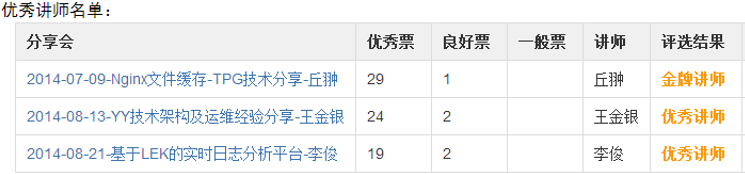 优秀讲师名单：
分享会 优秀票 良好票 一般票 讲师 评选结果
2014-07-09-Nginx文件缓存-TPG技术分享-丘翀 29 1 丘翀 金牌讲师
2014-08-13-YY技术架构及运维经验分享-王金银 24 2 王金银 优秀讲师
2014-08-21-基于LEK的实时日志分析平台-李俊 19 2 李俊 优秀讲师